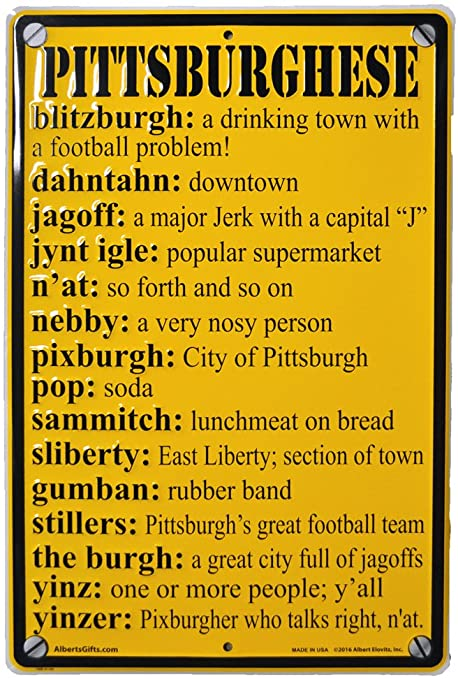 PITTSBURGHESE
blitzburgh: a drinking town with
a football problem!
dahntahn: downtown
jagoff: a major Jerk with a capital “J”
jynt igle: popular supermarket
n’at: so forth and so on
nebby: a very nosy person
pixburgh: City of Pittsburgh
pop: soda
sammitch: lunchmeat on bread
sliberty: East Liberty; section of town
gumban: rubber band
stillers: Pittsburgh’s great football team
the burgh: a great city full of jagoffs
yinz: one or more people; y’all
yinzer: Pixburgher who talks right, n'at.
AlbertsGifts.com MADE IN USA ©2016 Albert Elovitz, Inc.